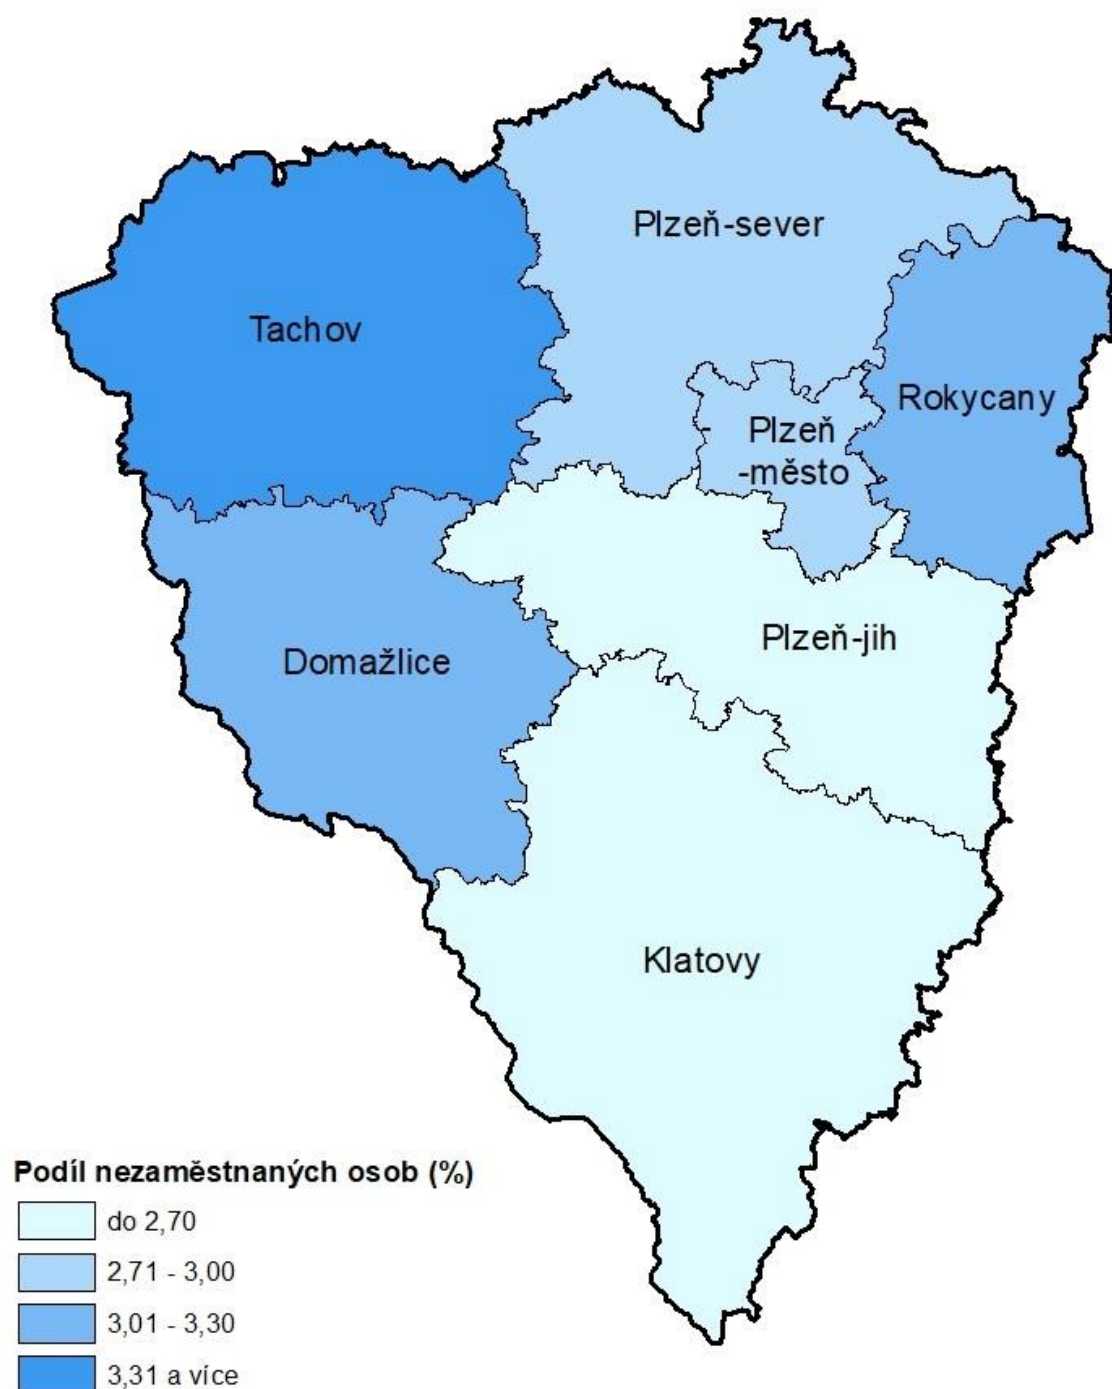 Plzeň-sever
Tachov
Rokycany
Plzeň
-město
Plzeň-jih
Domažlice
Klatovy
Podíl nezaměstnaných osob (%)
do 2,70
2,71 - 3,00
3,01 - 3,30
3,31 a více